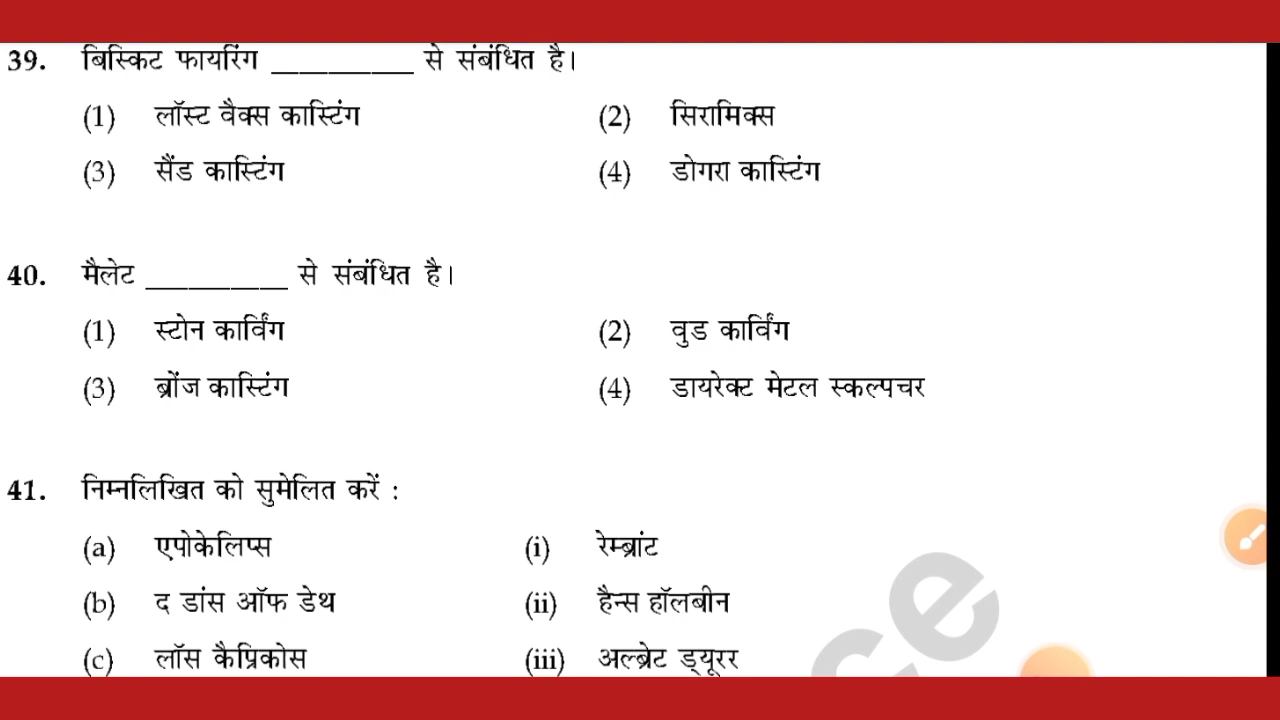 39. बिस्किट फायरिंग __________ से संबंधित है।
(1) लॉस्ट वैक्स कास्टिंग (2) सिरामिक्स
(3) सैंड कास्टिंग (4) डोगरा कास्टिंग
40. मैलेट __________ से संबंधित है।
(1) स्टोन कार्विंग (2) वुड कार्विंग
(3) ब्रोंज कास्टिंग (4) डायरेक्ट मेटल स्कल्पचर
41. निम्नलिखित को सुमेलित करें :
(a) एपोकेलिप्स (i) रेम्ब्रांट
(b) द डांस ऑफ डेथ (ii) हैन्स हॉलबीन
(c) लॉस कैप्रिकोस (iii) अल्ब्रेट ड्यूरर
ce